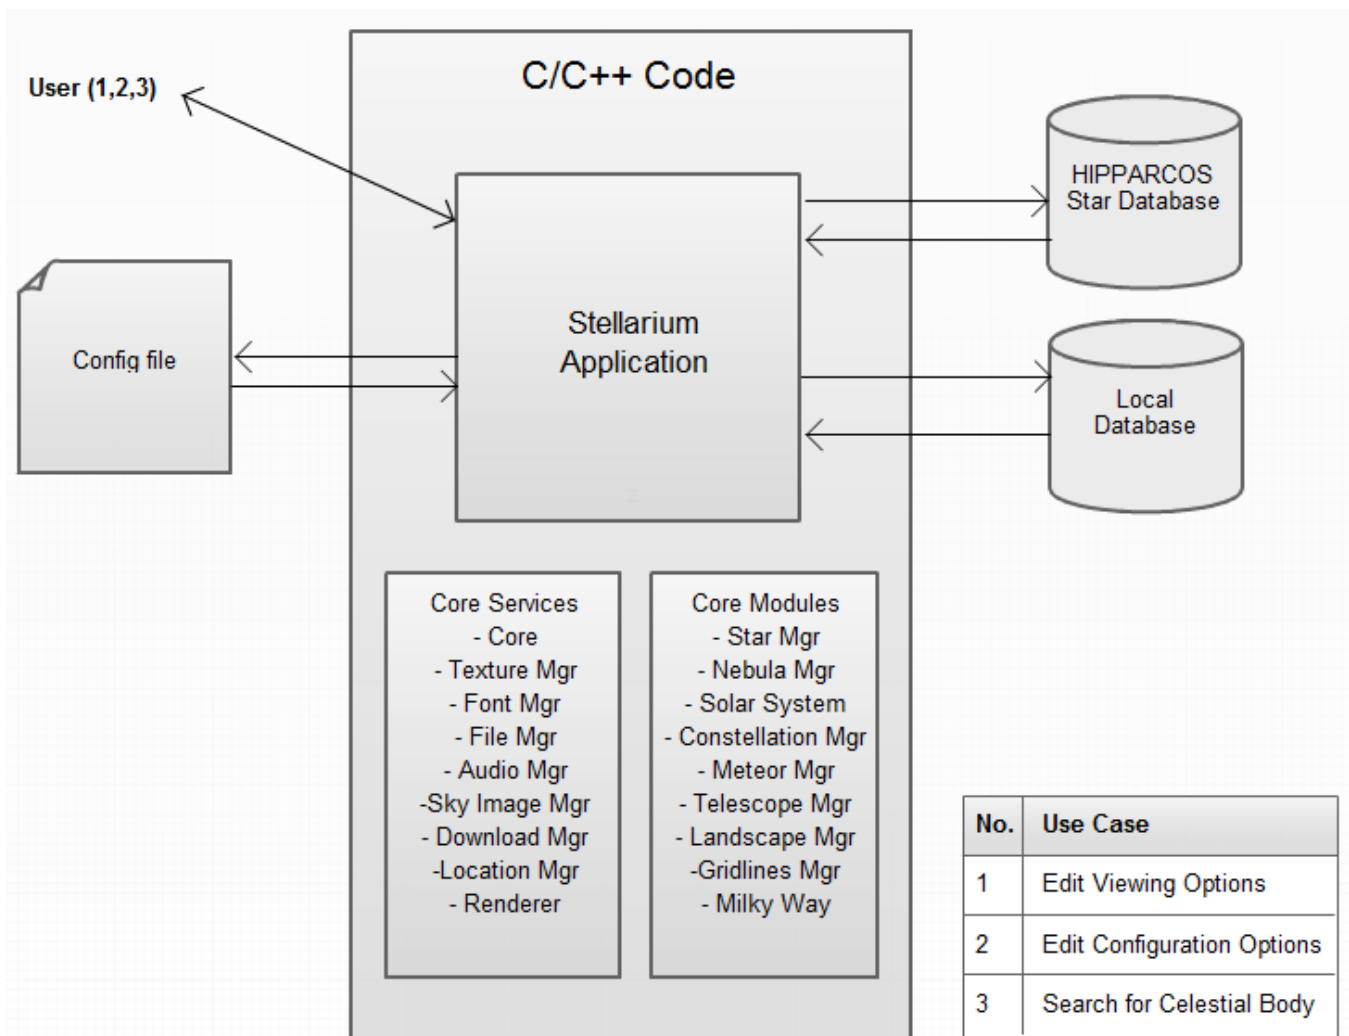 C/C++ Code
User (1,2,3)
HIPPARCOS
Star Database
Stellarium
Application
Config file
Local
Database
Core Services
- Core
- Texture Mgr
- Font Mgr
- File Mgr
- Audio Mgr
-Sky Image Mgr
- Download Mgr
-Location Mgr
- Renderer
Core Modules
- Star Mgr
- Nebula Mgr
- Solar System
- Constellation Mgr
- Meteor Mgr
- Telescope Mgr
- Landscape Mgr
-Gridlines Mgr
- Milky Way
No. Use Case
1 Edit Viewing Options
2 Edit Configuration Options
3 Search for Celestial Body